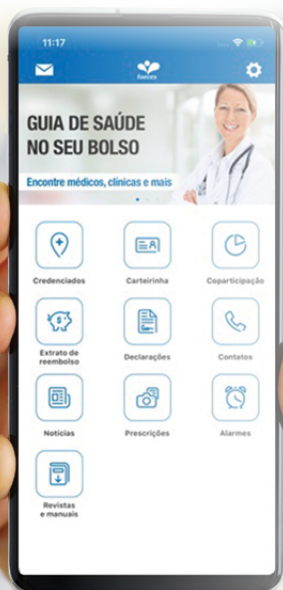 11:17
faeces
GUIA DE SAÚDE
NO SEU BOLSO
Encontre médicos, clínicas e mais
Credenciados
Carteirinha
Coparticipação
Extrato de
reembolso
Declarações
Contatos
Notícias
Prescrições
Alarmes
Revistas
e manuais